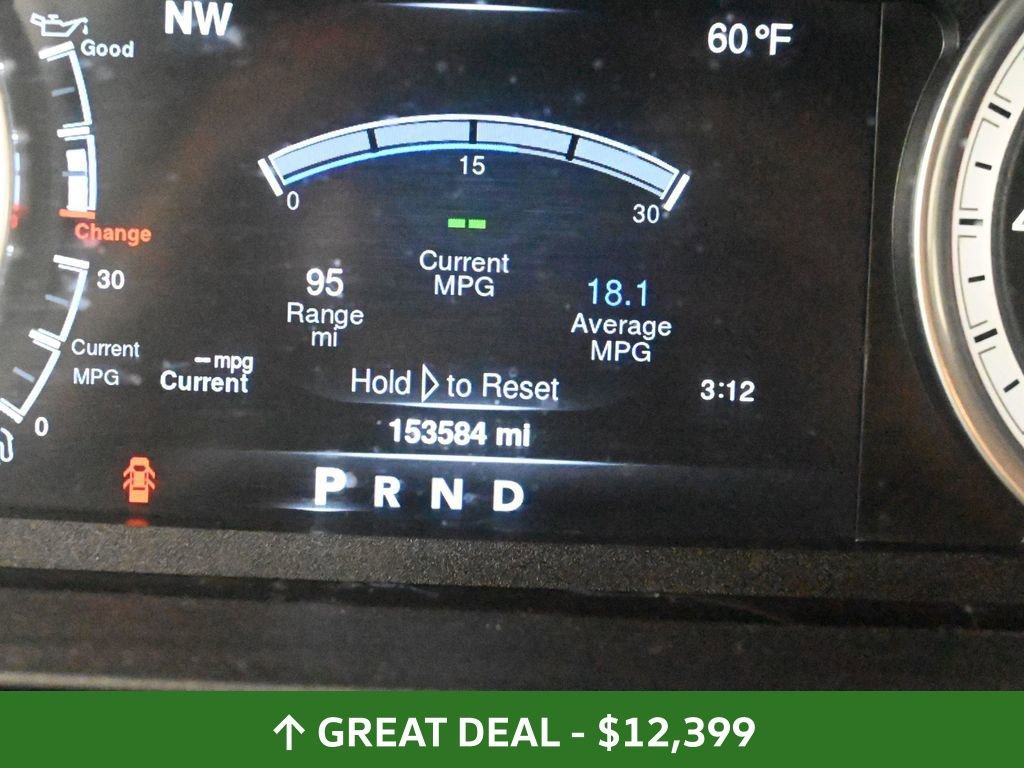 NW
60 °F
Good
Change
30
Current
MPG
0
0
15
30
Current
MPG
95
Range
mi
18.1
Average
MPG
-- mpg
Current
Hold ▷ to Reset
3:12
153584 mi
P R N D
↑ GREAT DEAL - $12,399